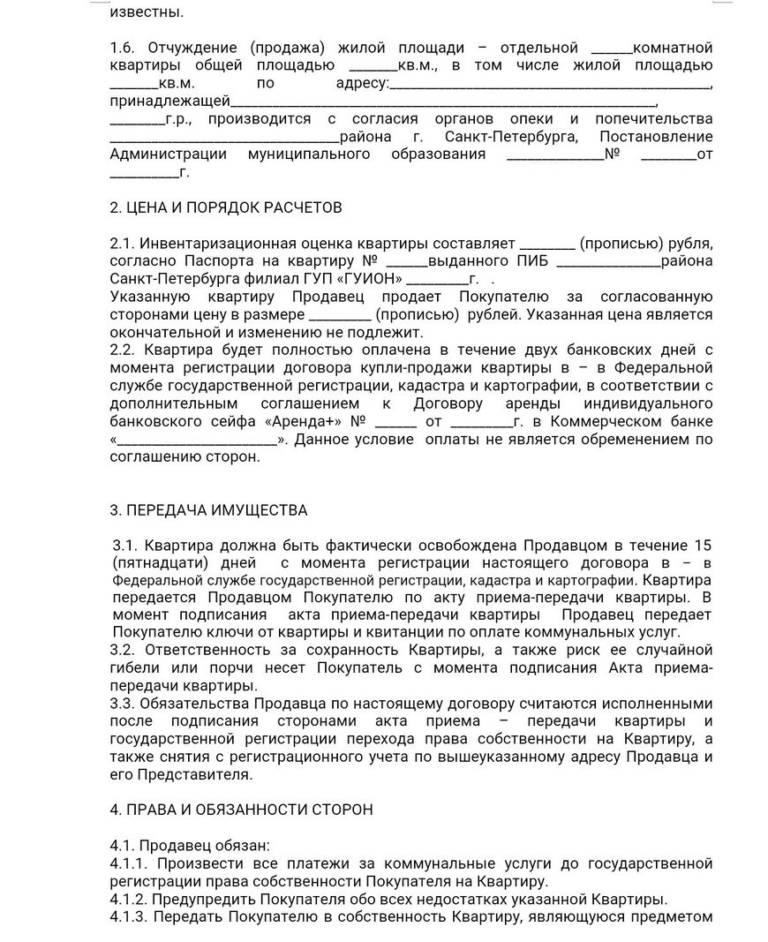 известны.
1.6. Отчуждение (продажа) жилой площади – отдельной ______комнатной
квартиры общей площадью _______кв.м., в том числе жилой площадью
_______кв.м. по адресу:______________________________________________,
принадлежащей_____________________________________________________________,
________г.р., производится с согласия органов опеки и попечительства
_________________________________района г. Санкт-Петербурга, Постановление
Администрации муниципального образования ______________№ ________от
__________г.
2. ЦЕНА И ПОРЯДОК РАСЧЕТОВ
2.1. Инвентаризационная оценка квартиры составляет ________ (прописью) рубля,
согласно Паспорта на квартиру № ______выданного ПИБ _______________района
Санкт-Петербурга филиал ГУП «ГУИОН» _________г. .
Указанную квартиру Продавец продает Покупателю за согласованную
сторонами цену в размере _________ (прописью) рублей. Указанная цена является
окончательной и изменению не подлежит.
2.2. Квартира будет полностью оплачена в течение двух банковских дней с
момента регистрации договора купли-продажи квартиры в – в Федеральной
службе государственной регистрации, кадастра и картографии, в соответствии с
дополнительным соглашением к Договору аренды индивидуального
банковского сейфа «Аренда+» № ______ от _________г. в Коммерческом банке
«_______________________». Данное условие оплаты не является обременением по
соглашению сторон.
3. ПЕРЕДАЧА ИМУЩЕСТВА
3.1. Квартира должна быть фактически освобождена Продавцом в течение 15
(пятнадцати) дней с момента регистрации настоящего договора в – в
Федеральной службе государственной регистрации, кадастра и картографии. Квартира
передается Продавцом Покупателю по акту приема-передачи квартиры. В
момент подписания акта приема-передачи квартиры Продавец передает
Покупателю ключи от квартиры и квитанции по оплате коммунальных услуг.
3.2. Ответственность за сохранность Квартиры, а также риск ее случайной
гибели или порчи несет Покупатель с момента подписания Акта приема-
передачи квартиры.
3.3. Обязательства Продавца по настоящему договору считаются исполненными
после подписания сторонами акта приема – передачи квартиры и
государственной регистрации перехода права собственности на Квартиру, а
также снятия с регистрационного учета по вышеуказанному адресу Продавца и
его Представителя.
4. ПРАВА И ОБЯЗАННОСТИ СТОРОН
4.1. Продавец обязан:
4.1.1. Произвести все платежи за коммунальные услуги до государственной
регистрации права собственности Покупателя на Квартиру.
4.1.2. Предупредить Покупателя обо всех недостатках указанной Квартиры.
4.1.3. Передать Покупателю в собственность Квартиру, являющуюся предметом